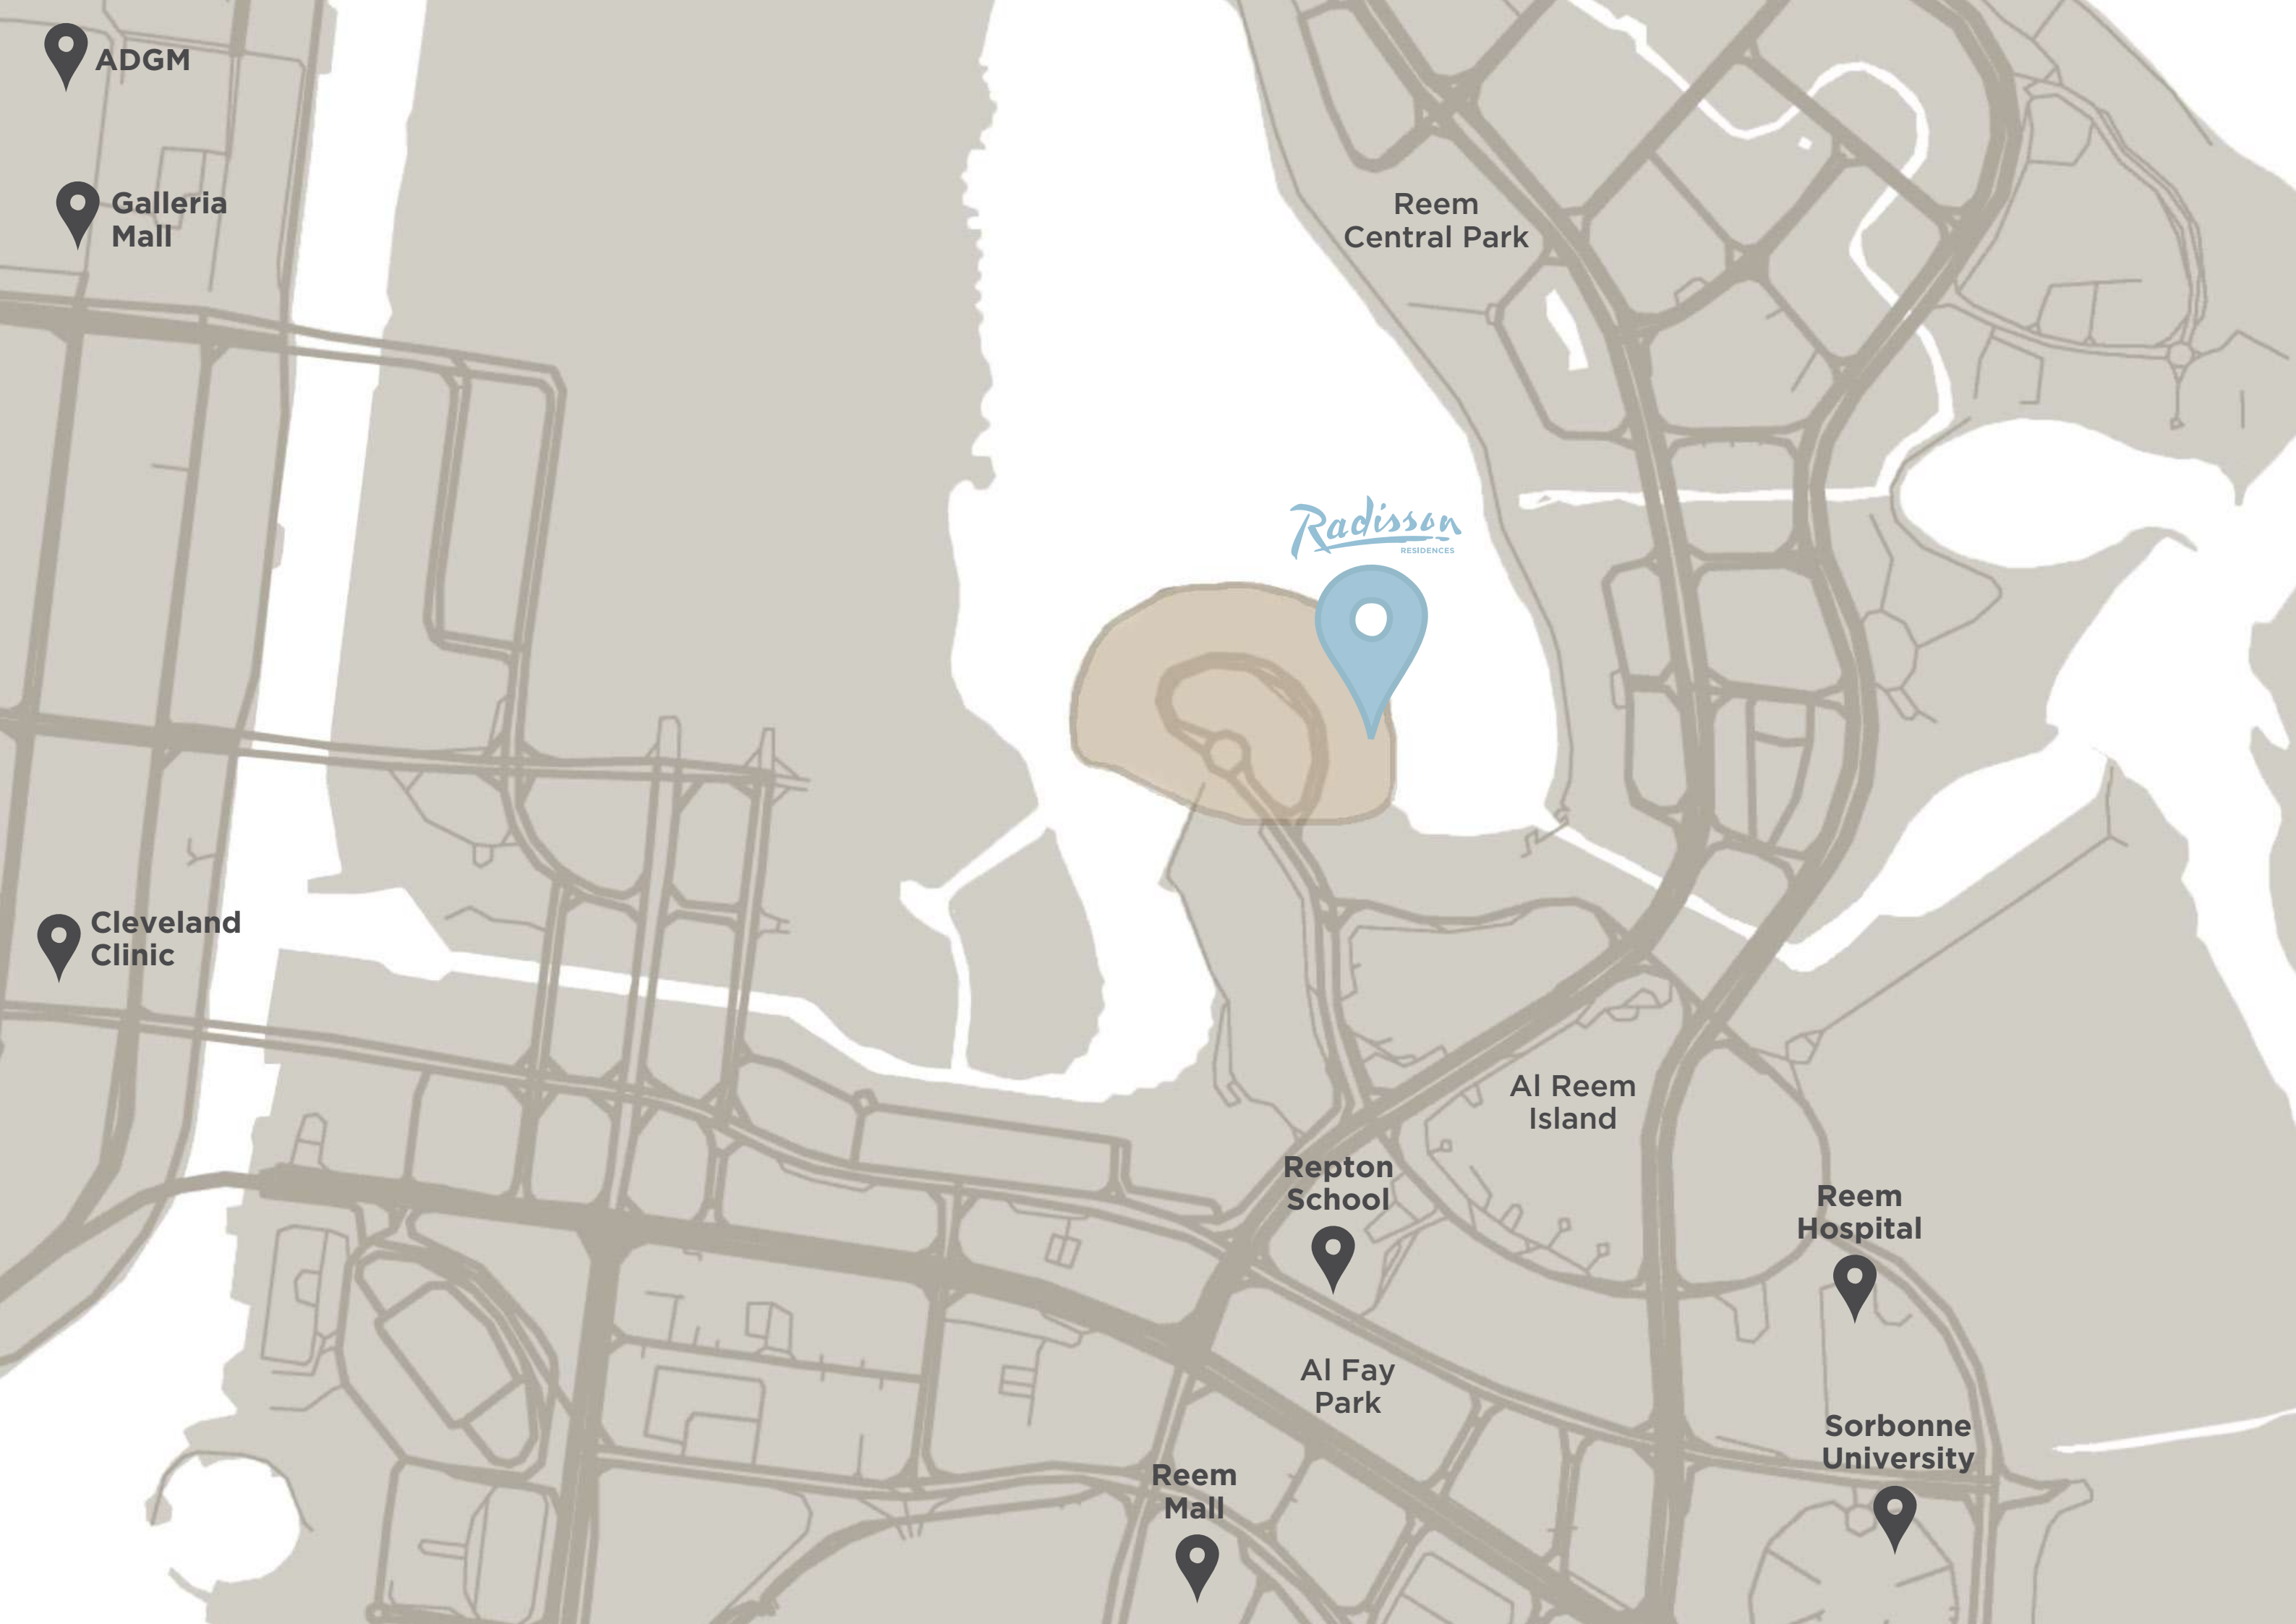 ADGM
Galleria
Mall
Reem
Central Park
Radisson
RESIDENCES
Cleveland
Clinic
Al Reem
Island
Repton
School
Reem
Hospital
Al Fay
Park
Sorbonne
University
Reem
Mall